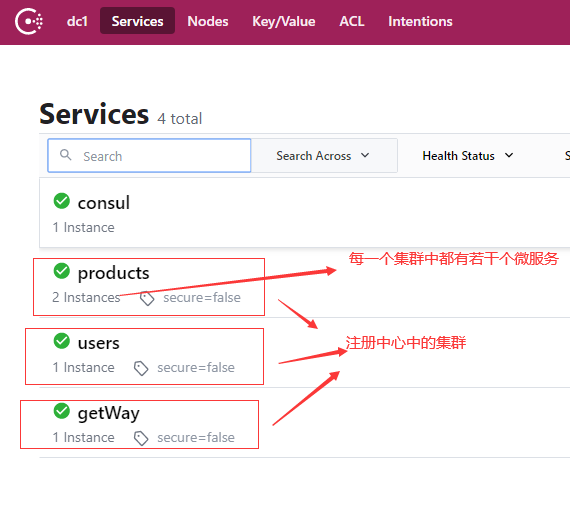 dc1 Services Nodes Key/Value ACL Intentions
Services 4 total
Search Search Across Health Status S
consul
1 Instance
products
每一个集群中都有若干个微服务
2 Instances secure=false
users
注册中心中的集群
1 Instance secure=false
getWay
1 Instance secure=false